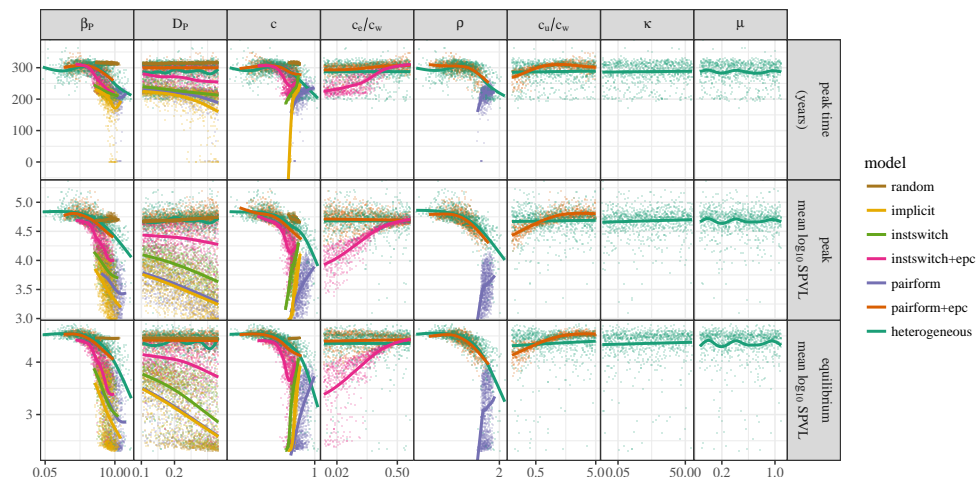 βP DP c ce/cw ρ cu/cw κ μ
300
200
100
0
peak time
(years)
5.0
4.5
4.0
3.5
3.0
peak
mean log10 SPVL
4
3
equilibrium
mean log10 SPVL
0.05 10.00 0.1 0.2 1 0.02 0.50 2 0.5 5.0 0.05 50.00 0.2 1.0
model
random
implicit
instswitch
instswitch+epc
pairform
pairform+epc
heterogeneous